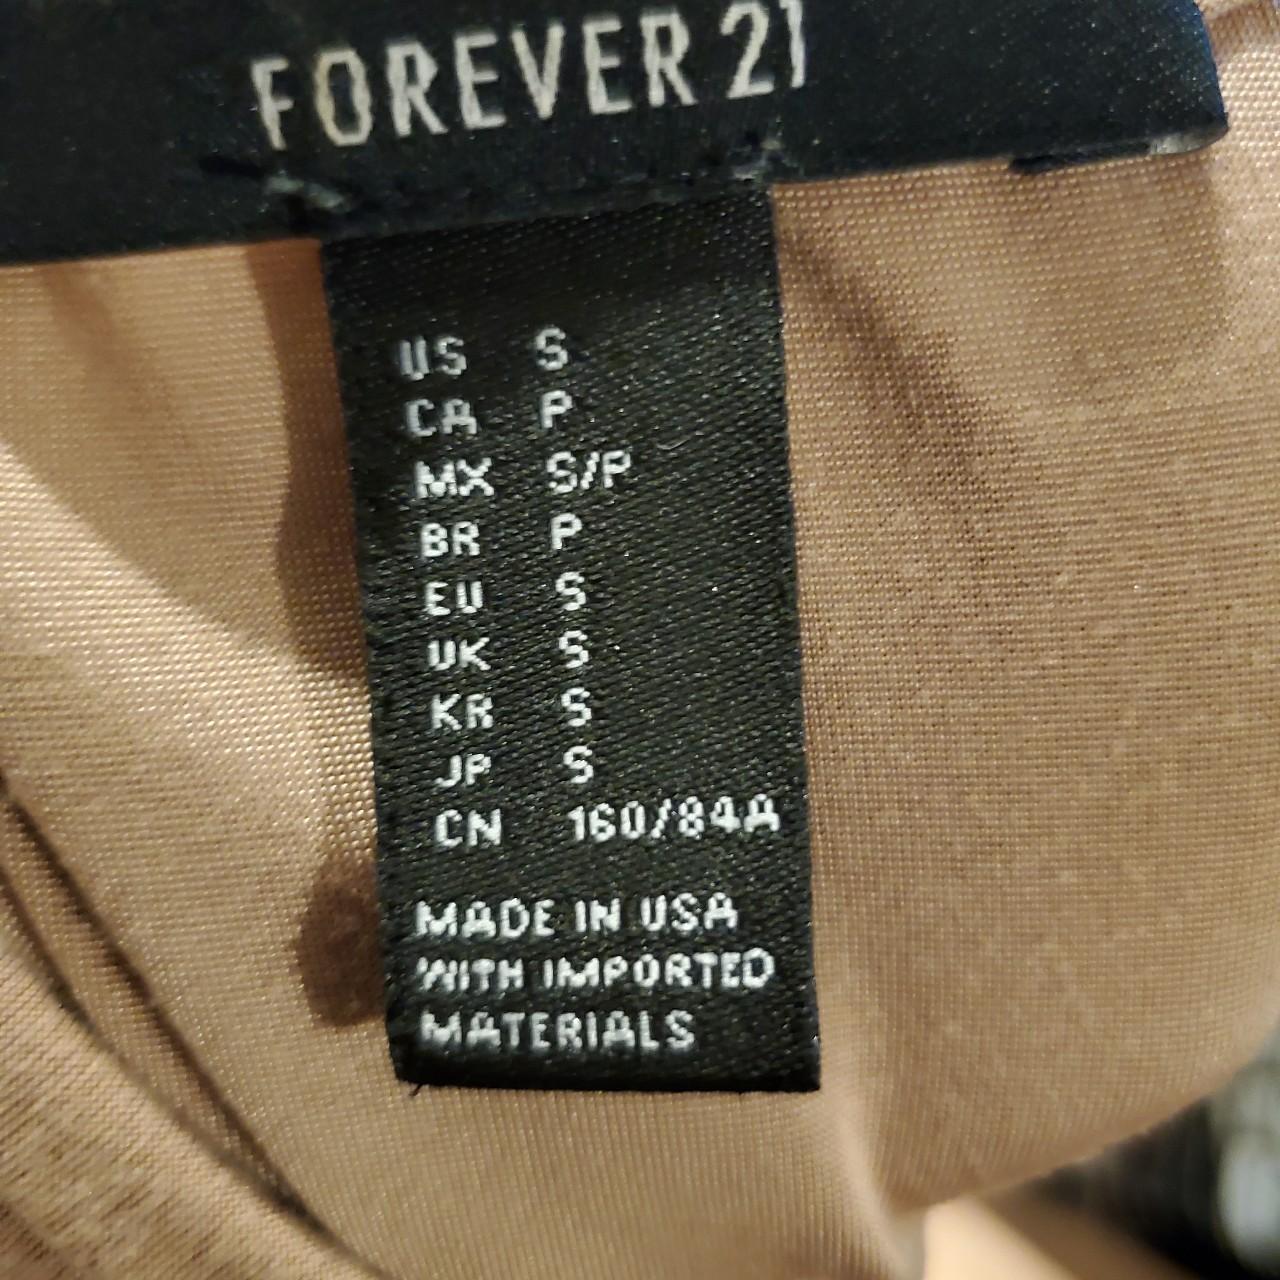 FOREVER 21
US S
CA P
MX S/P
BR P
EU S
UK S
KR S
JP S
CN 160/84A
MADE IN USA
WITH IMPORTED
MATERIALS